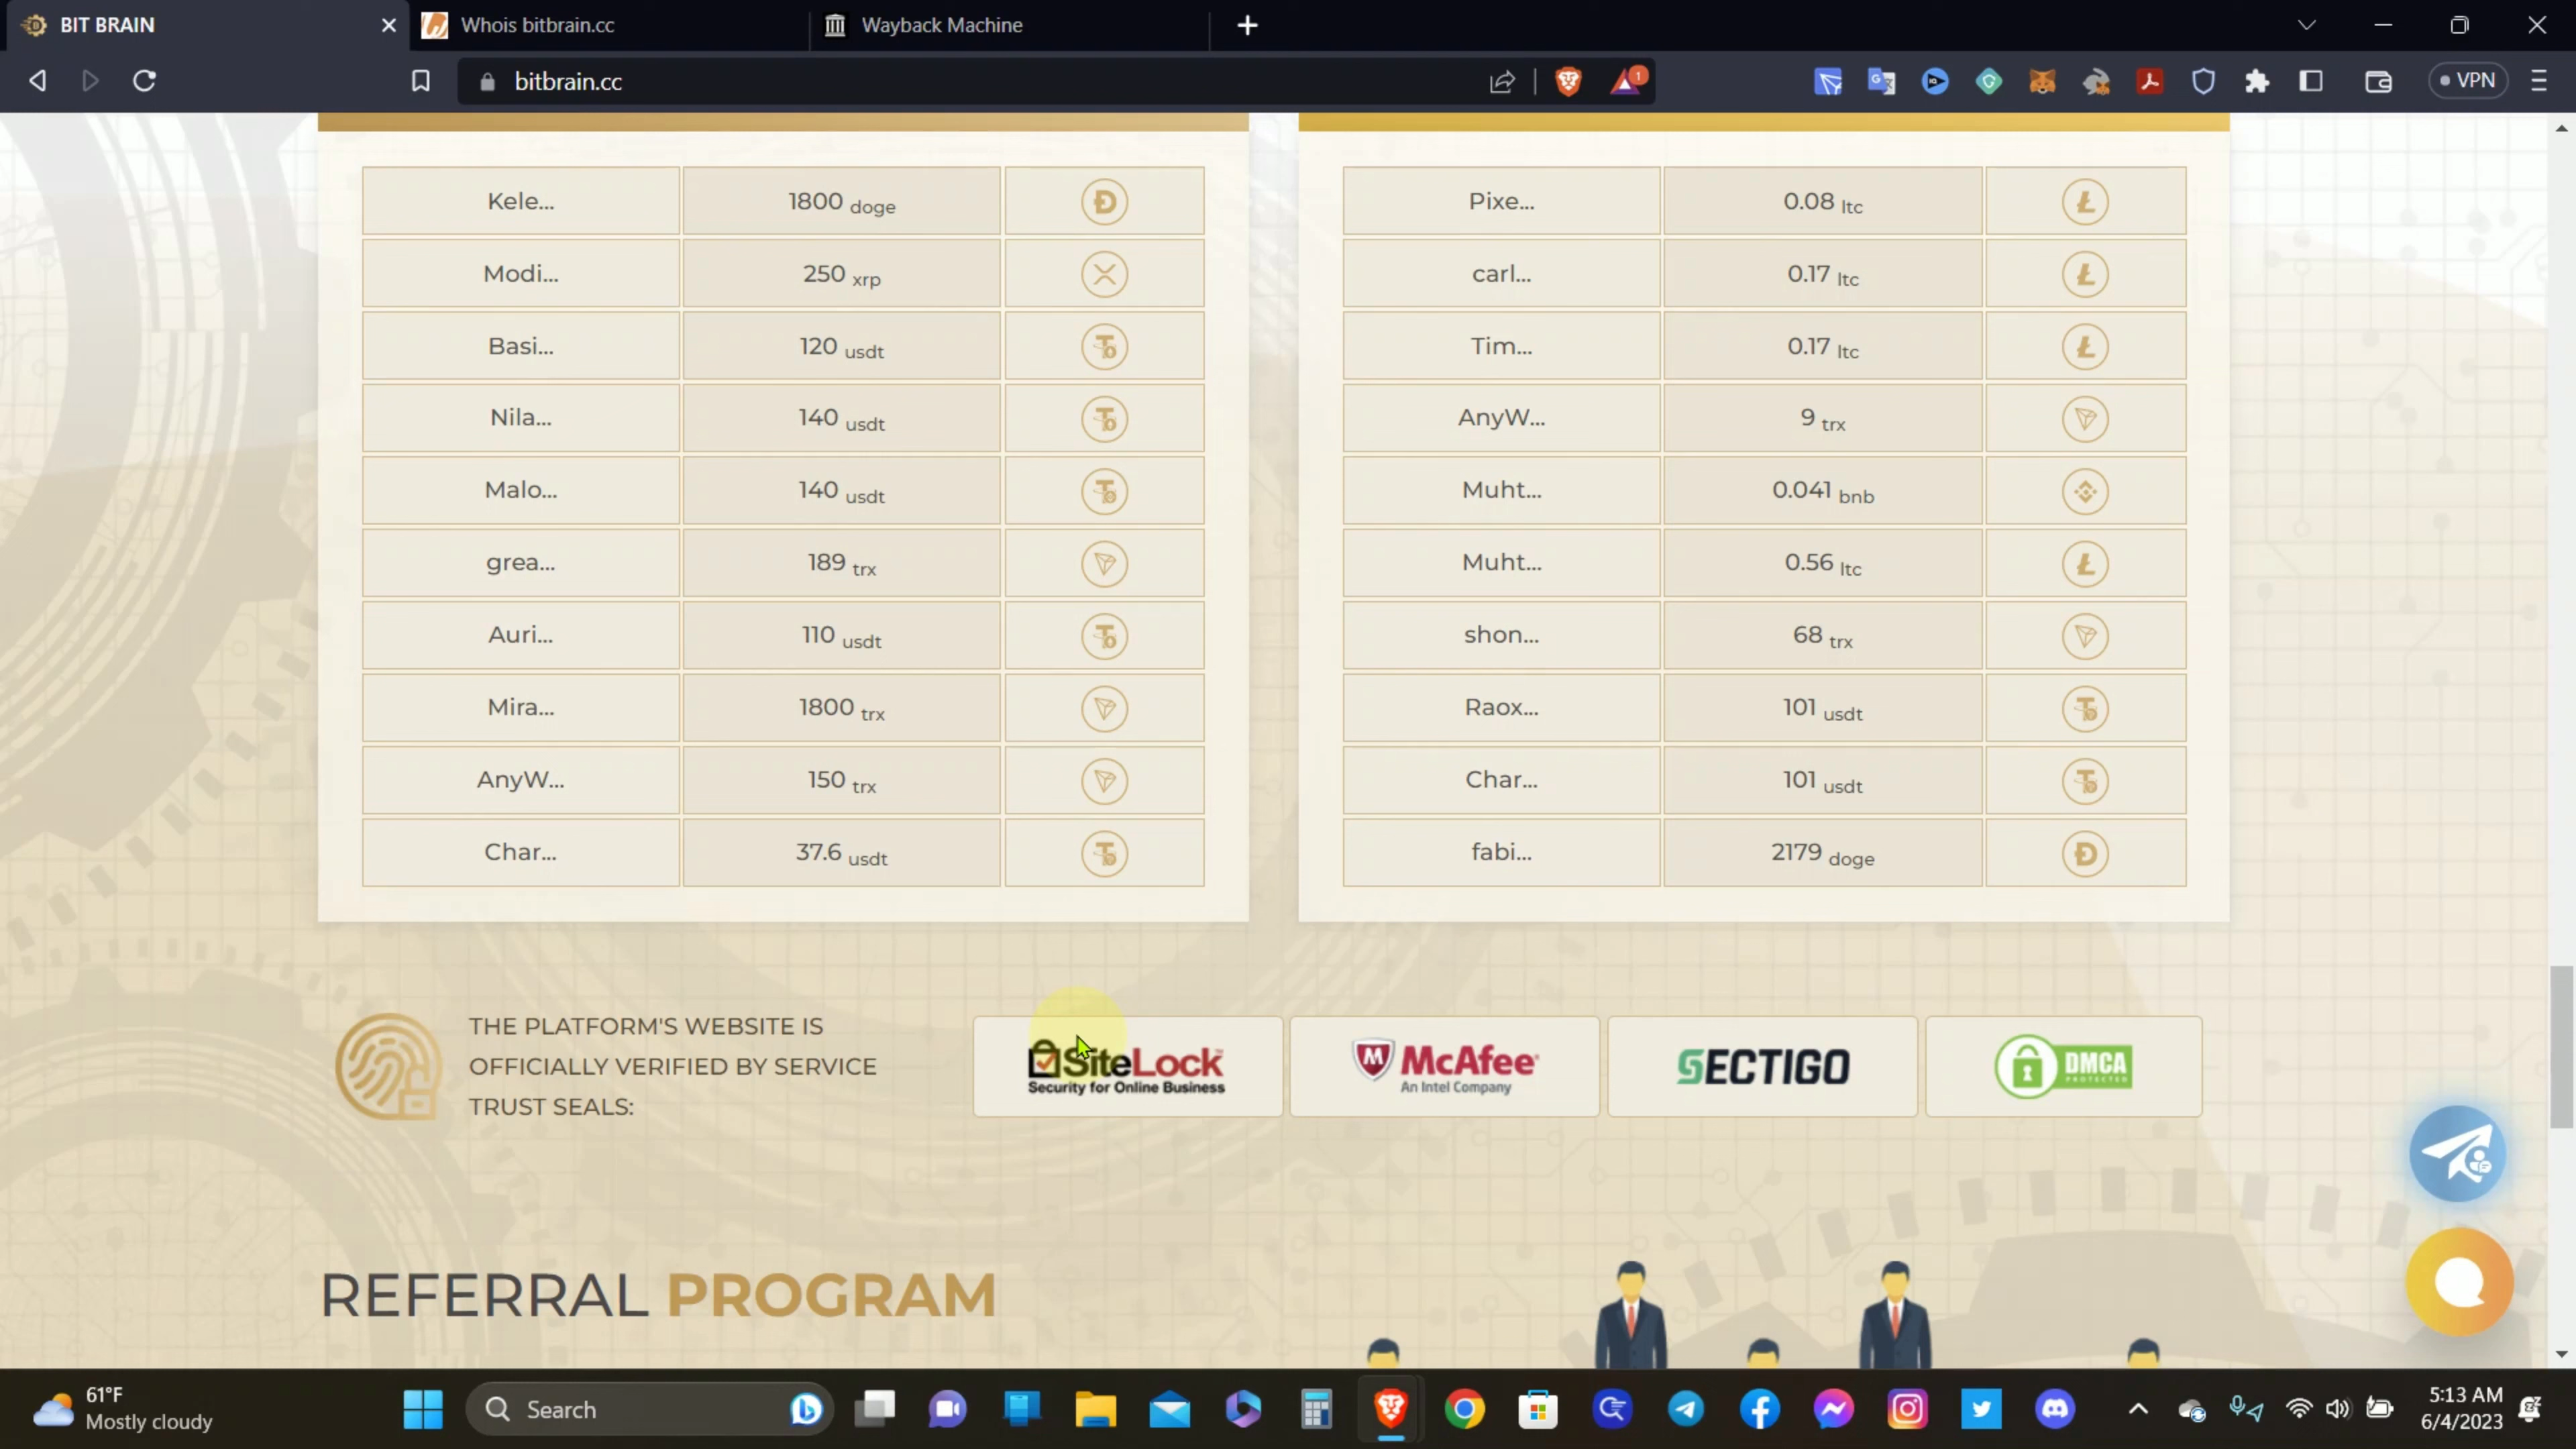 BIT BRAIN
Whois bitbrain.cc
Wayback Machine
bitbrain.cc
1
VPN
Kele... 1800 doge
Modi... 250 xrp
Basi... 120 usdt
Nila... 140 usdt
Malo... 140 usdt
grea... 189 trx
Auri... 110 usdt
Mira... 1800 trx
AnyW... 150 trx
Char... 37.6 usdt
Pixe... 0.08 ltc
carl... 0.17 ltc
Tim... 0.17 ltc
AnyW... 9 trx
Muht... 0.041 bnb
Muht... 0.56 ltc
shon... 68 trx
Raox... 101 usdt
Char... 101 usdt
fabi... 2179 doge
THE PLATFORM'S WEBSITE IS
OFFICIALLY VERIFIED BY SERVICE
TRUST SEALS:
SiteLock
Security for Online Business
McAfee
An Intel Company
SECTIGO
DMCA
PROTECTED
REFERRAL PROGRAM
61°F
Mostly cloudy
Search
5:13 AM
6/4/2023